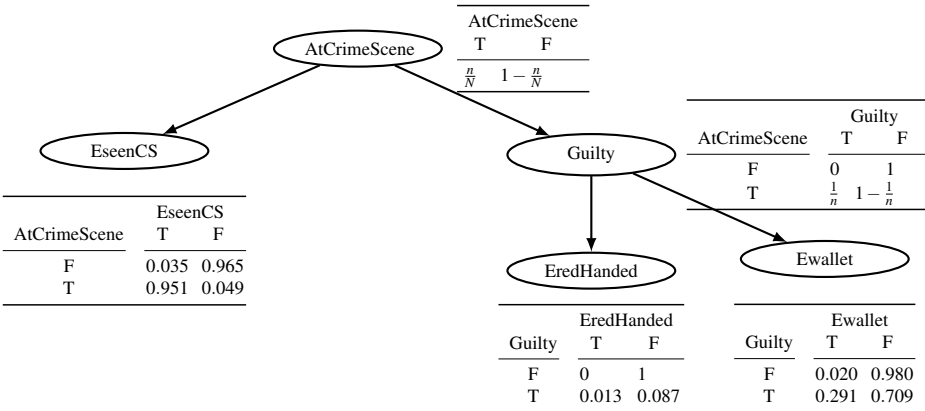 AtCrimeScene
AtCrimeScene
T F
n/N 1 − n/N
EseenCS
Guilty
Guilty
AtCrimeScene T F
F 0 1
T 1/n 1 − 1/n
EseenCS
AtCrimeScene T F
F 0.035 0.965
T 0.951 0.049
EredHanded
Ewallet
EredHanded
Guilty T F
F 0 1
T 0.013 0.087
Ewallet
Guilty T F
F 0.020 0.980
T 0.291 0.709